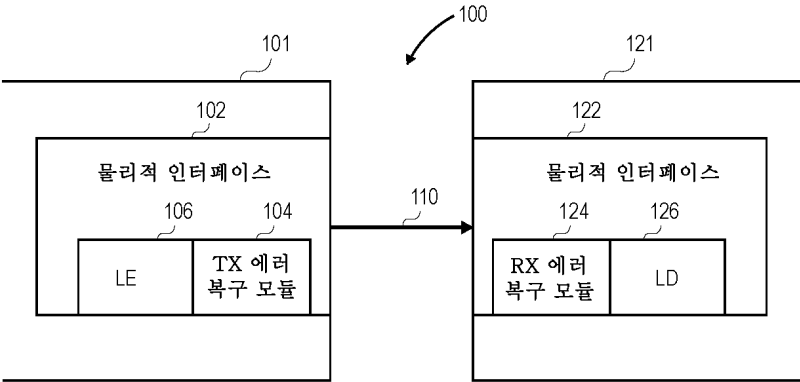 100
101
121
102
122
물리적 인터페이스
물리적 인터페이스
110
106
104
124
126
LE
TX 에러
복구 모듈
RX 에러
복구 모듈
LD